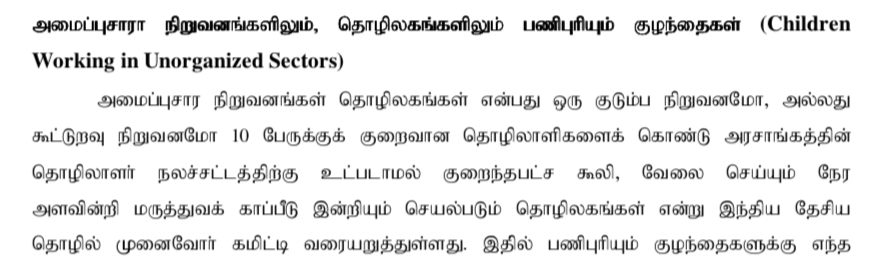 அமைப்புசாரா நிறுவனங்களிலும், தொழிலகங்களிலும் பணிபுரியும் குழந்தைகள் (Children
Working in Unorganized Sectors)
அமைப்புசார நிறுவனங்கள் தொழிலகங்கள் என்பது ஒரு குடும்ப நிறுவனமோ, அல்லது
கூட்டுறவு நிறுவனமோ 10 பேருக்குக் குறைவான தொழிலாளிகளைக் கொண்டு அரசாங்கத்தின்
தொழிலாளர் நலச்சட்டத்திற்கு உட்படாமல் குறைந்தபட்ச கூலி, வேலை செய்யும் நேர
அளவின்றி மருத்துவக் காப்பீடு இன்றியும் செயல்படும் தொழிலகங்கள் என்று இந்திய தேசிய
தொழில் முனைவோர் கமிட்டி வரையறுத்துள்ளது. இதில் பணிபுரியும் குழந்தைகளுக்கு எந்த